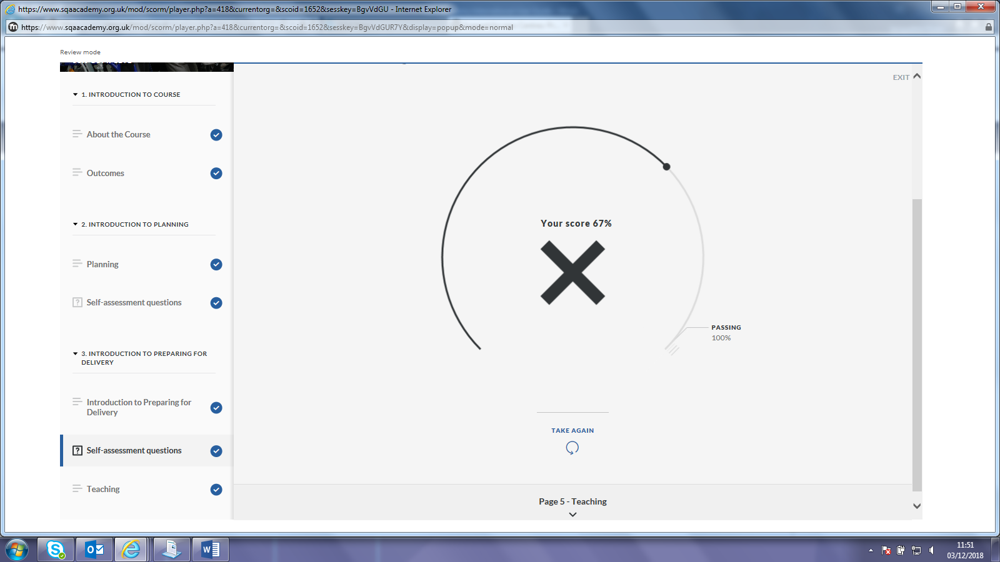 https://www.sqaacademy.org.uk/mod/scorm/player.php?a=418&currentorg=&scoid=1652&sesskey=BgvVdGU - Internet Explorer
https://www.sqaacademy.org.uk/mod/scorm/player.php?a=418&currentorg=&scoid=1652&sesskey=BgvVdGUR7Y&display=popup&mode=normal
Review mode
EXIT
1. INTRODUCTION TO COURSE
About the Course
Outcomes
2. INTRODUCTION TO PLANNING
Planning
Self-assessment questions
3. INTRODUCTION TO PREPARING FOR
DELIVERY
Introduction to Preparing for
Delivery
Self-assessment questions
Teaching
Your score 67%
PASSING
100%
TAKE AGAIN
Page 5 - Teaching
11:51
03/12/2018